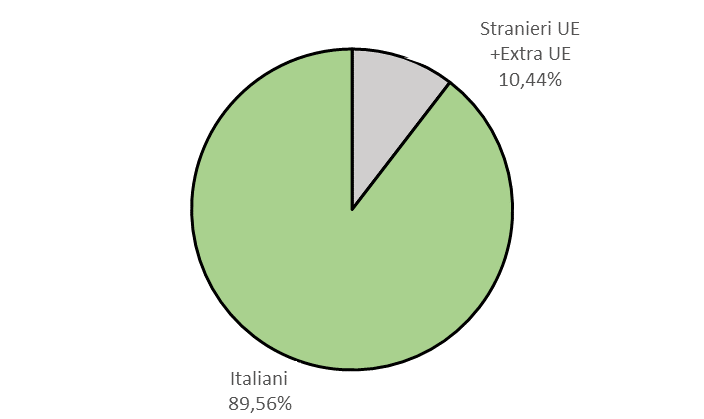 Stranieri UE
+Extra UE
10,44%
Italiani
89,56%